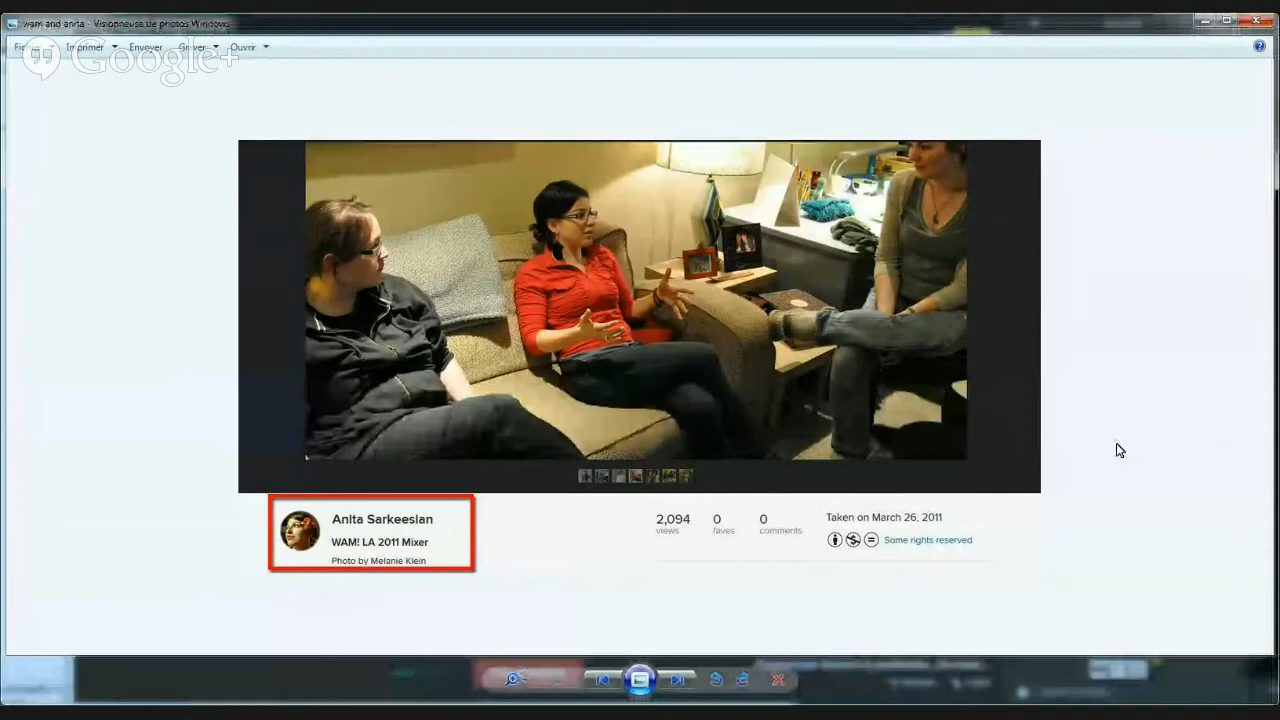 wam and anita - Visionneuse de photos Windows
Imprimer Envoyer Graver Ouvrir
Google+
Anita Sarkeesian
WAM! LA 2011 Mixer
Photo by Melanie Klein
2,094 0 0
views faves comments
Taken on March 26, 2011
Some rights reserved